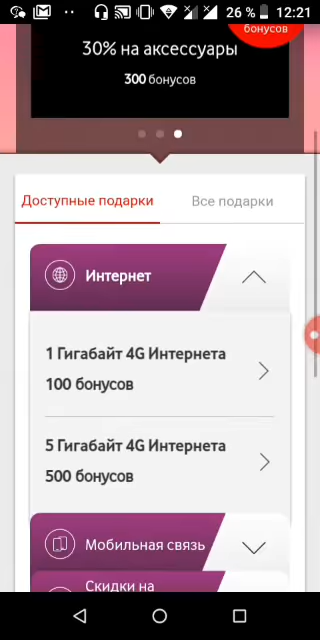 26 % 12:21
бонусов
30% на аксессуары
300 бонусов
Доступные подарки
Все подарки
Интернет
1 Гигабайт 4G Интернета
100 бонусов
5 Гигабайт 4G Интернета
500 бонусов
Мобильная связь
Скидки на